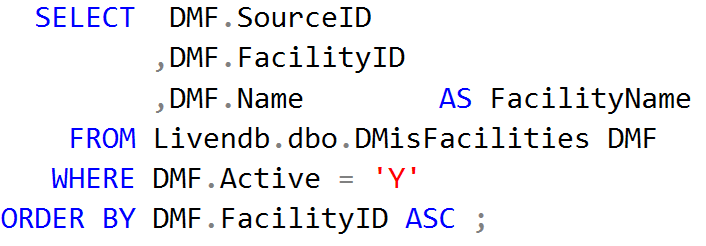 SELECT DMF.SourceID
,DMF.FacilityID
,DMF.Name AS FacilityName
FROM Livendb.dbo.DMisFacilities DMF
WHERE DMF.Active = 'Y'
ORDER BY DMF.FacilityID ASC ;